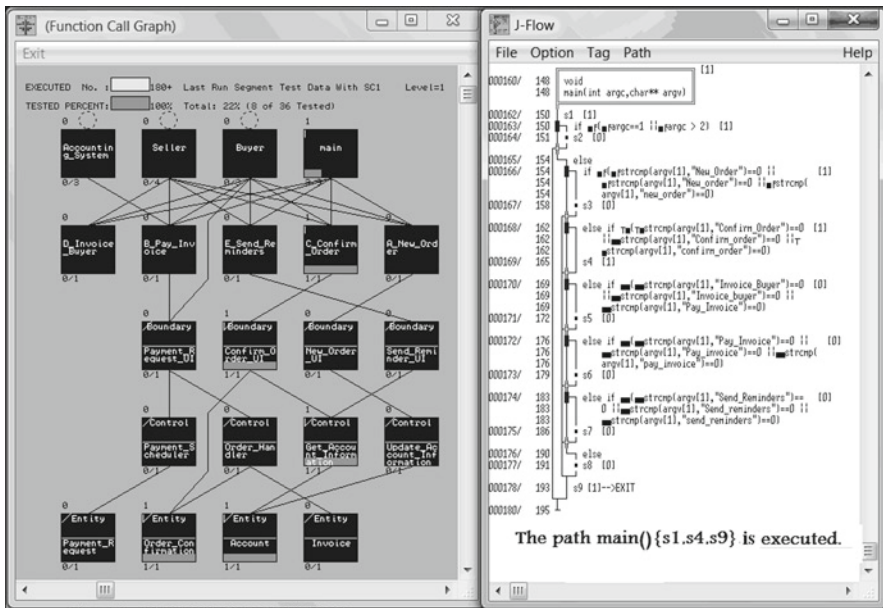 (Function Call Graph)
Exit
EXECUTED No. : 180+ Last Run Segment Test Data With SC1 Level=1
TESTED PERCENT: 100% Total: 22% (8 of 36 Tested)
0 0 0 1
Accountin
g_System
Seller
Buyer
main
0/3 0/4
0 0 0 1 0
D_Invoice
_Buyer
B_Pay_Inv
oice
E_Send_Re
minders
C_Confirm
_Order
A_New_Ord
er
0/1 0/1 0/1 1/1 0/1
0 1 0 0
/Boundary /Boundary /Boundary /Boundary
Payment_R
equest_UI
Confirm_O
rder_UI
New_Order
_UI
Send_Remi
nder_UI
0/1 1/1 0/1 0/1
0 0 1 0
/Control /Control /Control /Control
Payment_S
cheduler
Order_Han
dler
Get_Accou
nt_Inform
ation
Update_Ac
count_Inf
ormation
0/1 0/1 1/1 0/1
0 1 1 0
/Entity /Entity /Entity /Entity
Payment_R
equest
Order_Con
firmation
Account
Invoice
0/1 1/1 1/1 0/1
J-Flow
File Option Tag Path Help
000160/ 148 void [1]
148 main(int argc,char** argv)
000162/ 150 s1 [1]
000163/ 150 if (argc==1 || argc > 2) [1]
000164/ 151 s2 [0]
000165/ 154 else
000166/ 154 if (strcmp(argv[1],"New_Order")==0 || [1]
154 strcmp(argv[1],"New_order")==0 || strcmp(
154 argv[1],"new_order")==0)
000167/ 158 s3 [0]
000168/ 162 else if (strcmp(argv[1],"Confirm_Order")==0 [1]
162 || strcmp(argv[1],"Confirm_order")==0 ||
162 strcmp(argv[1],"confirm_order")==0)
000169/ 165 s4 [1]
000170/ 169 else if (strcmp(argv[1],"Invoice_Buyer")==0 [0]
169 || strcmp(argv[1],"Invoice_buyer")==0 ||
169 strcmp(argv[1],"Pay_Invoice")==0)
000171/ 172 s5 [0]
000172/ 176 else if (strcmp(argv[1],"Pay_Invoice")==0 || [0]
176 strcmp(argv[1],"Pay_invoice")==0 || strcmp(
176 argv[1],"pay_invoice")==0)
000173/ 179 s6 [0]
000174/ 183 else if (strcmp(argv[1],"Send_Reminders")== [0]
183 0 || strcmp(argv[1],"Send_reminders")==0 ||
183 strcmp(argv[1],"send_reminders")==0)
000175/ 186 s7 [0]
000176/ 190 else
000177/ 191 s8 [0]
000178/ 193 s9 [1]-->EXIT
000180/ 195
The path main(){s1,s4,s9} is executed.